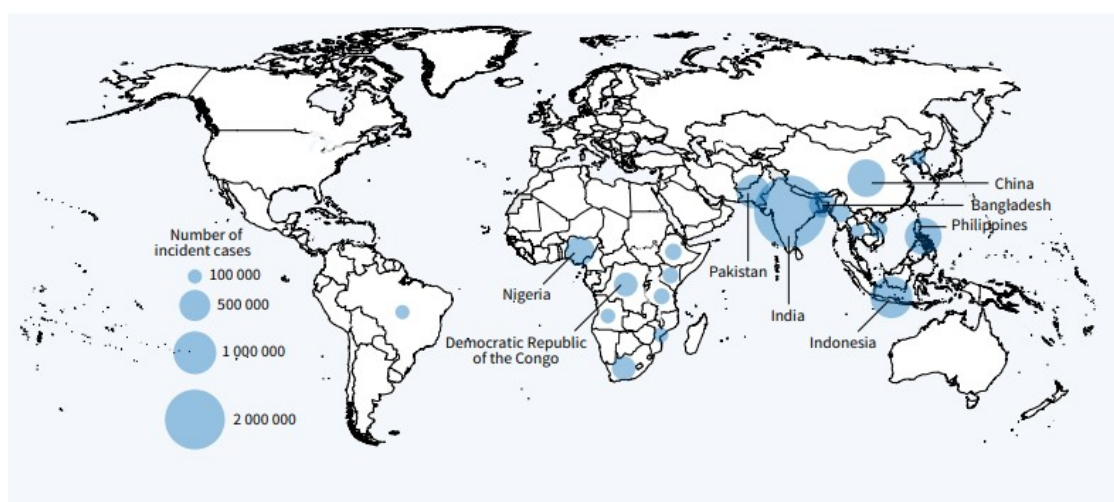 Number of
incident cases
100 000
500 000
1 000 000
2 000 000
China
Bangladesh
Philippines
Pakistan
Nigeria
India
Democratic Republic
of the Congo
Indonesia